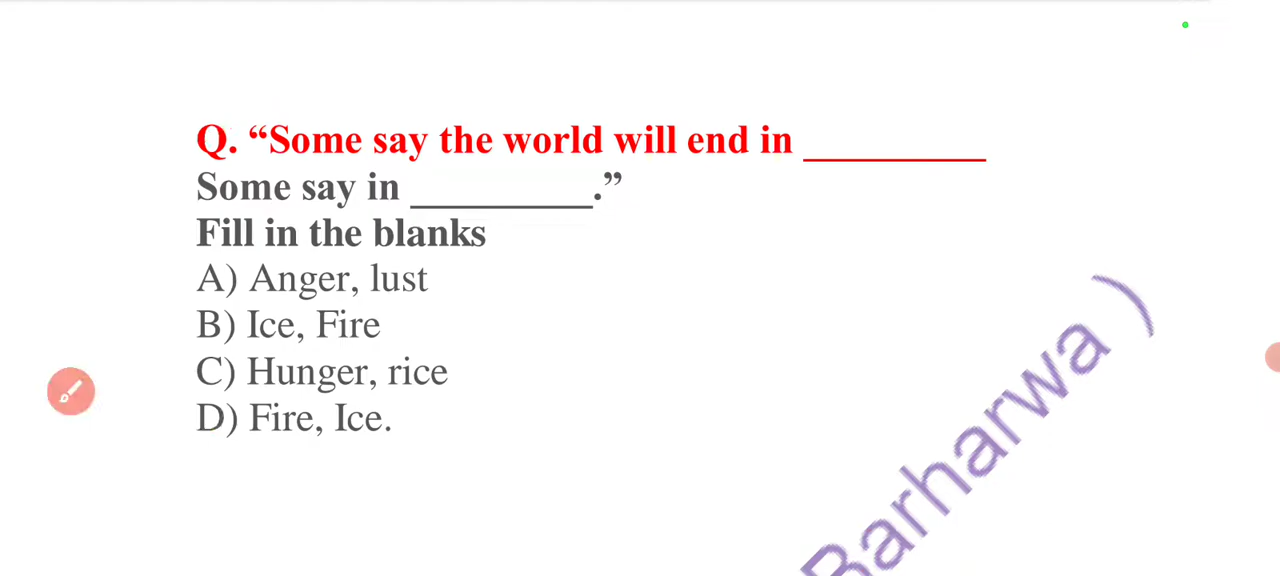 Q. “Some say the world will end in _________
Some say in _________.”
Fill in the blanks
A) Anger, lust
B) Ice, Fire
C) Hunger, rice
D) Fire, Ice.
Barharwa )